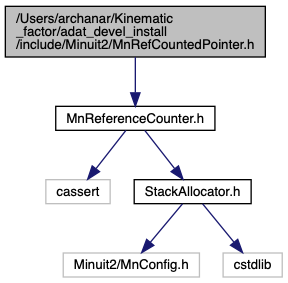 /Users/archanar/Kinematic
_factor/adat_devel_install
/include/Minuit2/MnRefCountedPointer.h
MnReferenceCounter.h
cassert
StackAllocator.h
Minuit2/MnConfig.h
cstdlib